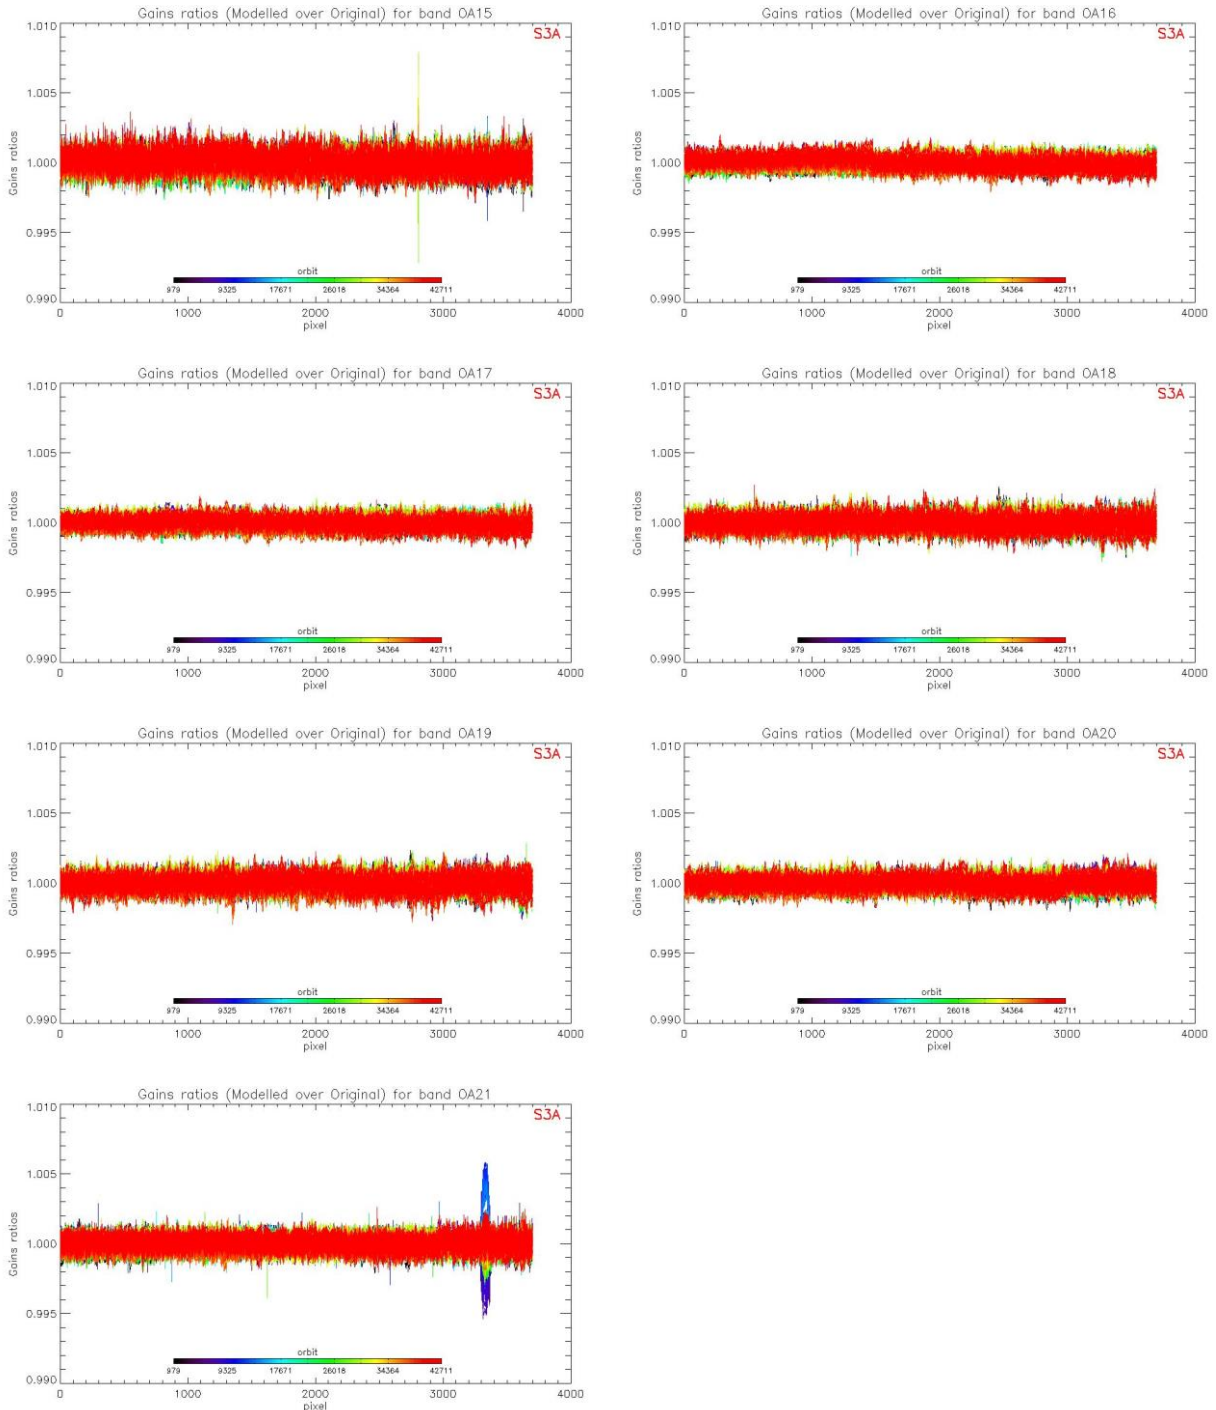 Gains ratios (Modelled over Original) for band OA15
S3A
1.010
1.005
1.000
0.995
0.990
Gains ratios
orbit
979 9325 17671 26018 34364 42711
0 1000 2000 3000 4000
pixel
Gains ratios (Modelled over Original) for band OA16
S3A
1.010
1.005
1.000
0.995
0.990
Gains ratios
orbit
979 9325 17671 26018 34364 42711
0 1000 2000 3000 4000
pixel
Gains ratios (Modelled over Original) for band OA17
S3A
1.010
1.005
1.000
0.995
0.990
Gains ratios
orbit
979 9325 17671 26018 34364 42711
0 1000 2000 3000 4000
pixel
Gains ratios (Modelled over Original) for band OA18
S3A
1.010
1.005
1.000
0.995
0.990
Gains ratios
orbit
979 9325 17671 26018 34364 42711
0 1000 2000 3000 4000
pixel
Gains ratios (Modelled over Original) for band OA19
S3A
1.010
1.005
1.000
0.995
0.990
Gains ratios
orbit
979 9325 17671 26018 34364 42711
0 1000 2000 3000 4000
pixel
Gains ratios (Modelled over Original) for band OA20
S3A
1.010
1.005
1.000
0.995
0.990
Gains ratios
orbit
979 9325 17671 26018 34364 42711
0 1000 2000 3000 4000
pixel
Gains ratios (Modelled over Original) for band OA21
S3A
1.010
1.005
1.000
0.995
0.990
Gains ratios
orbit
979 9325 17671 26018 34364 42711
0 1000 2000 3000 4000
pixel